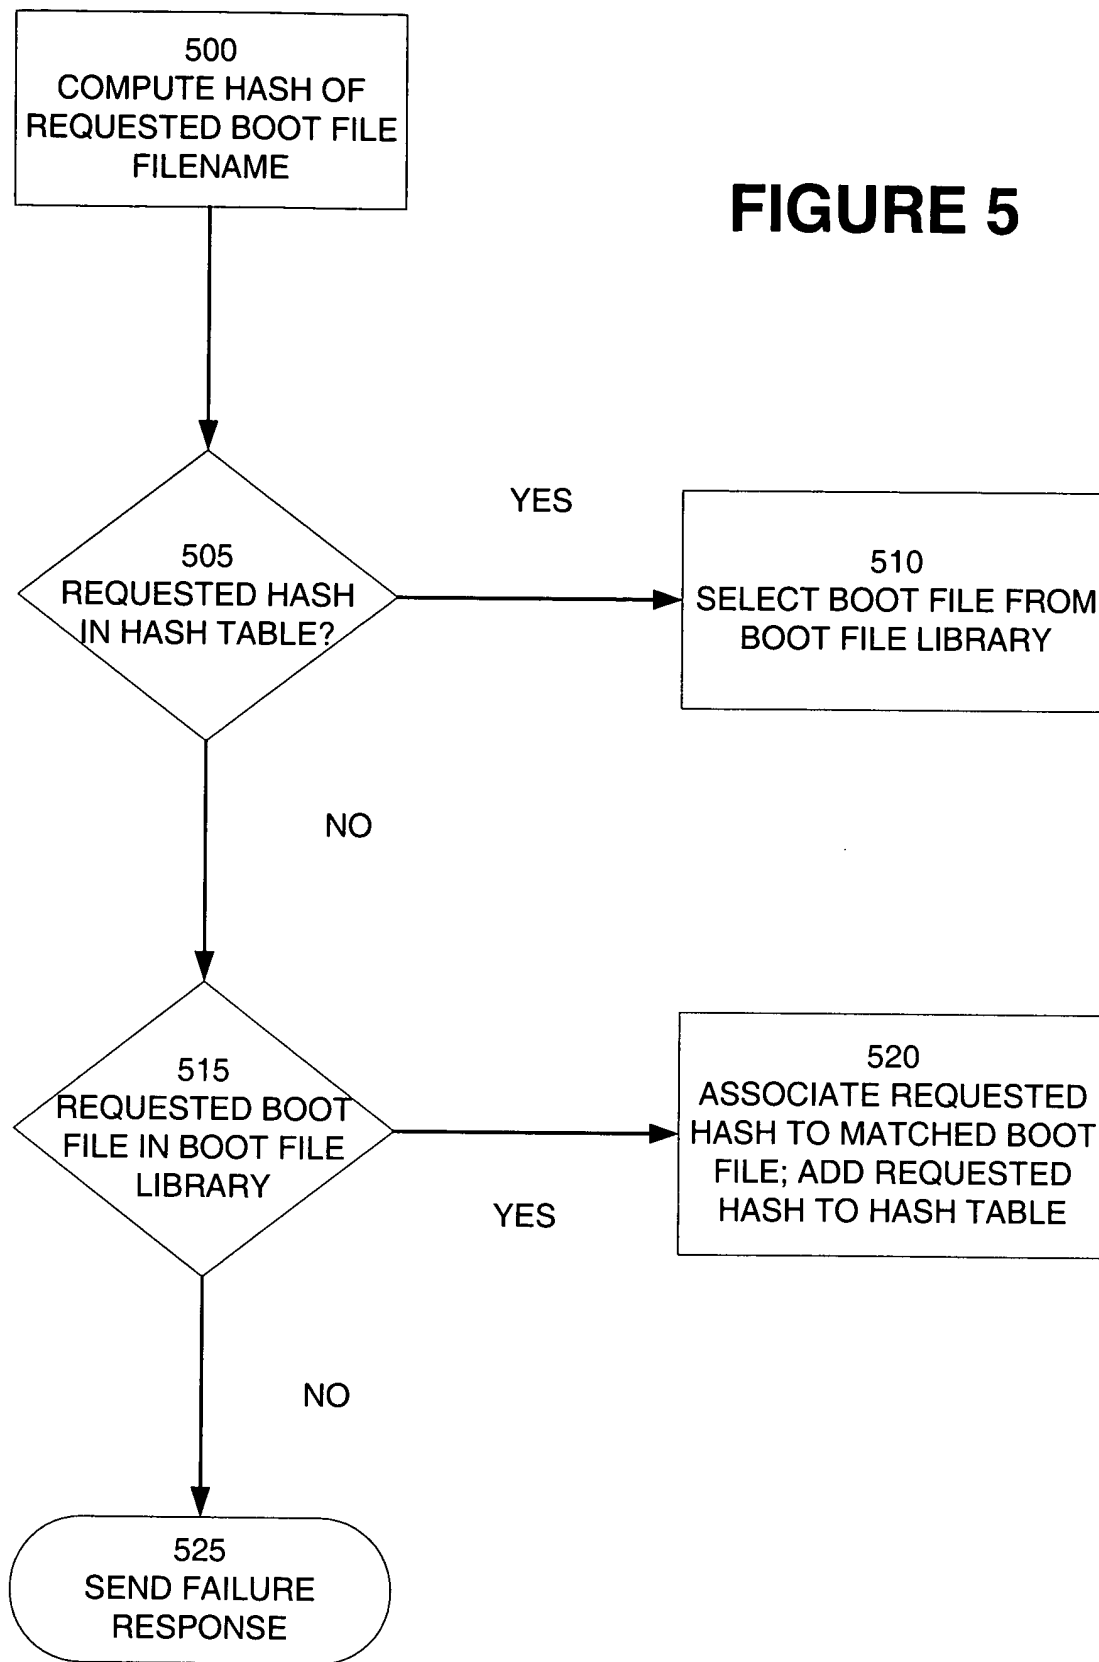 500
COMPUTE HASH OF
REQUESTED BOOT FILE
FILENAME
FIGURE 5
505
REQUESTED HASH
IN HASH TABLE?
YES
510
SELECT BOOT FILE FROM
BOOT FILE LIBRARY
NO
515
REQUESTED BOOT
FILE IN BOOT FILE
LIBRARY
YES
520
ASSOCIATE REQUESTED
HASH TO MATCHED BOOT
FILE; ADD REQUESTED
HASH TO HASH TABLE
NO
525
SEND FAILURE
RESPONSE